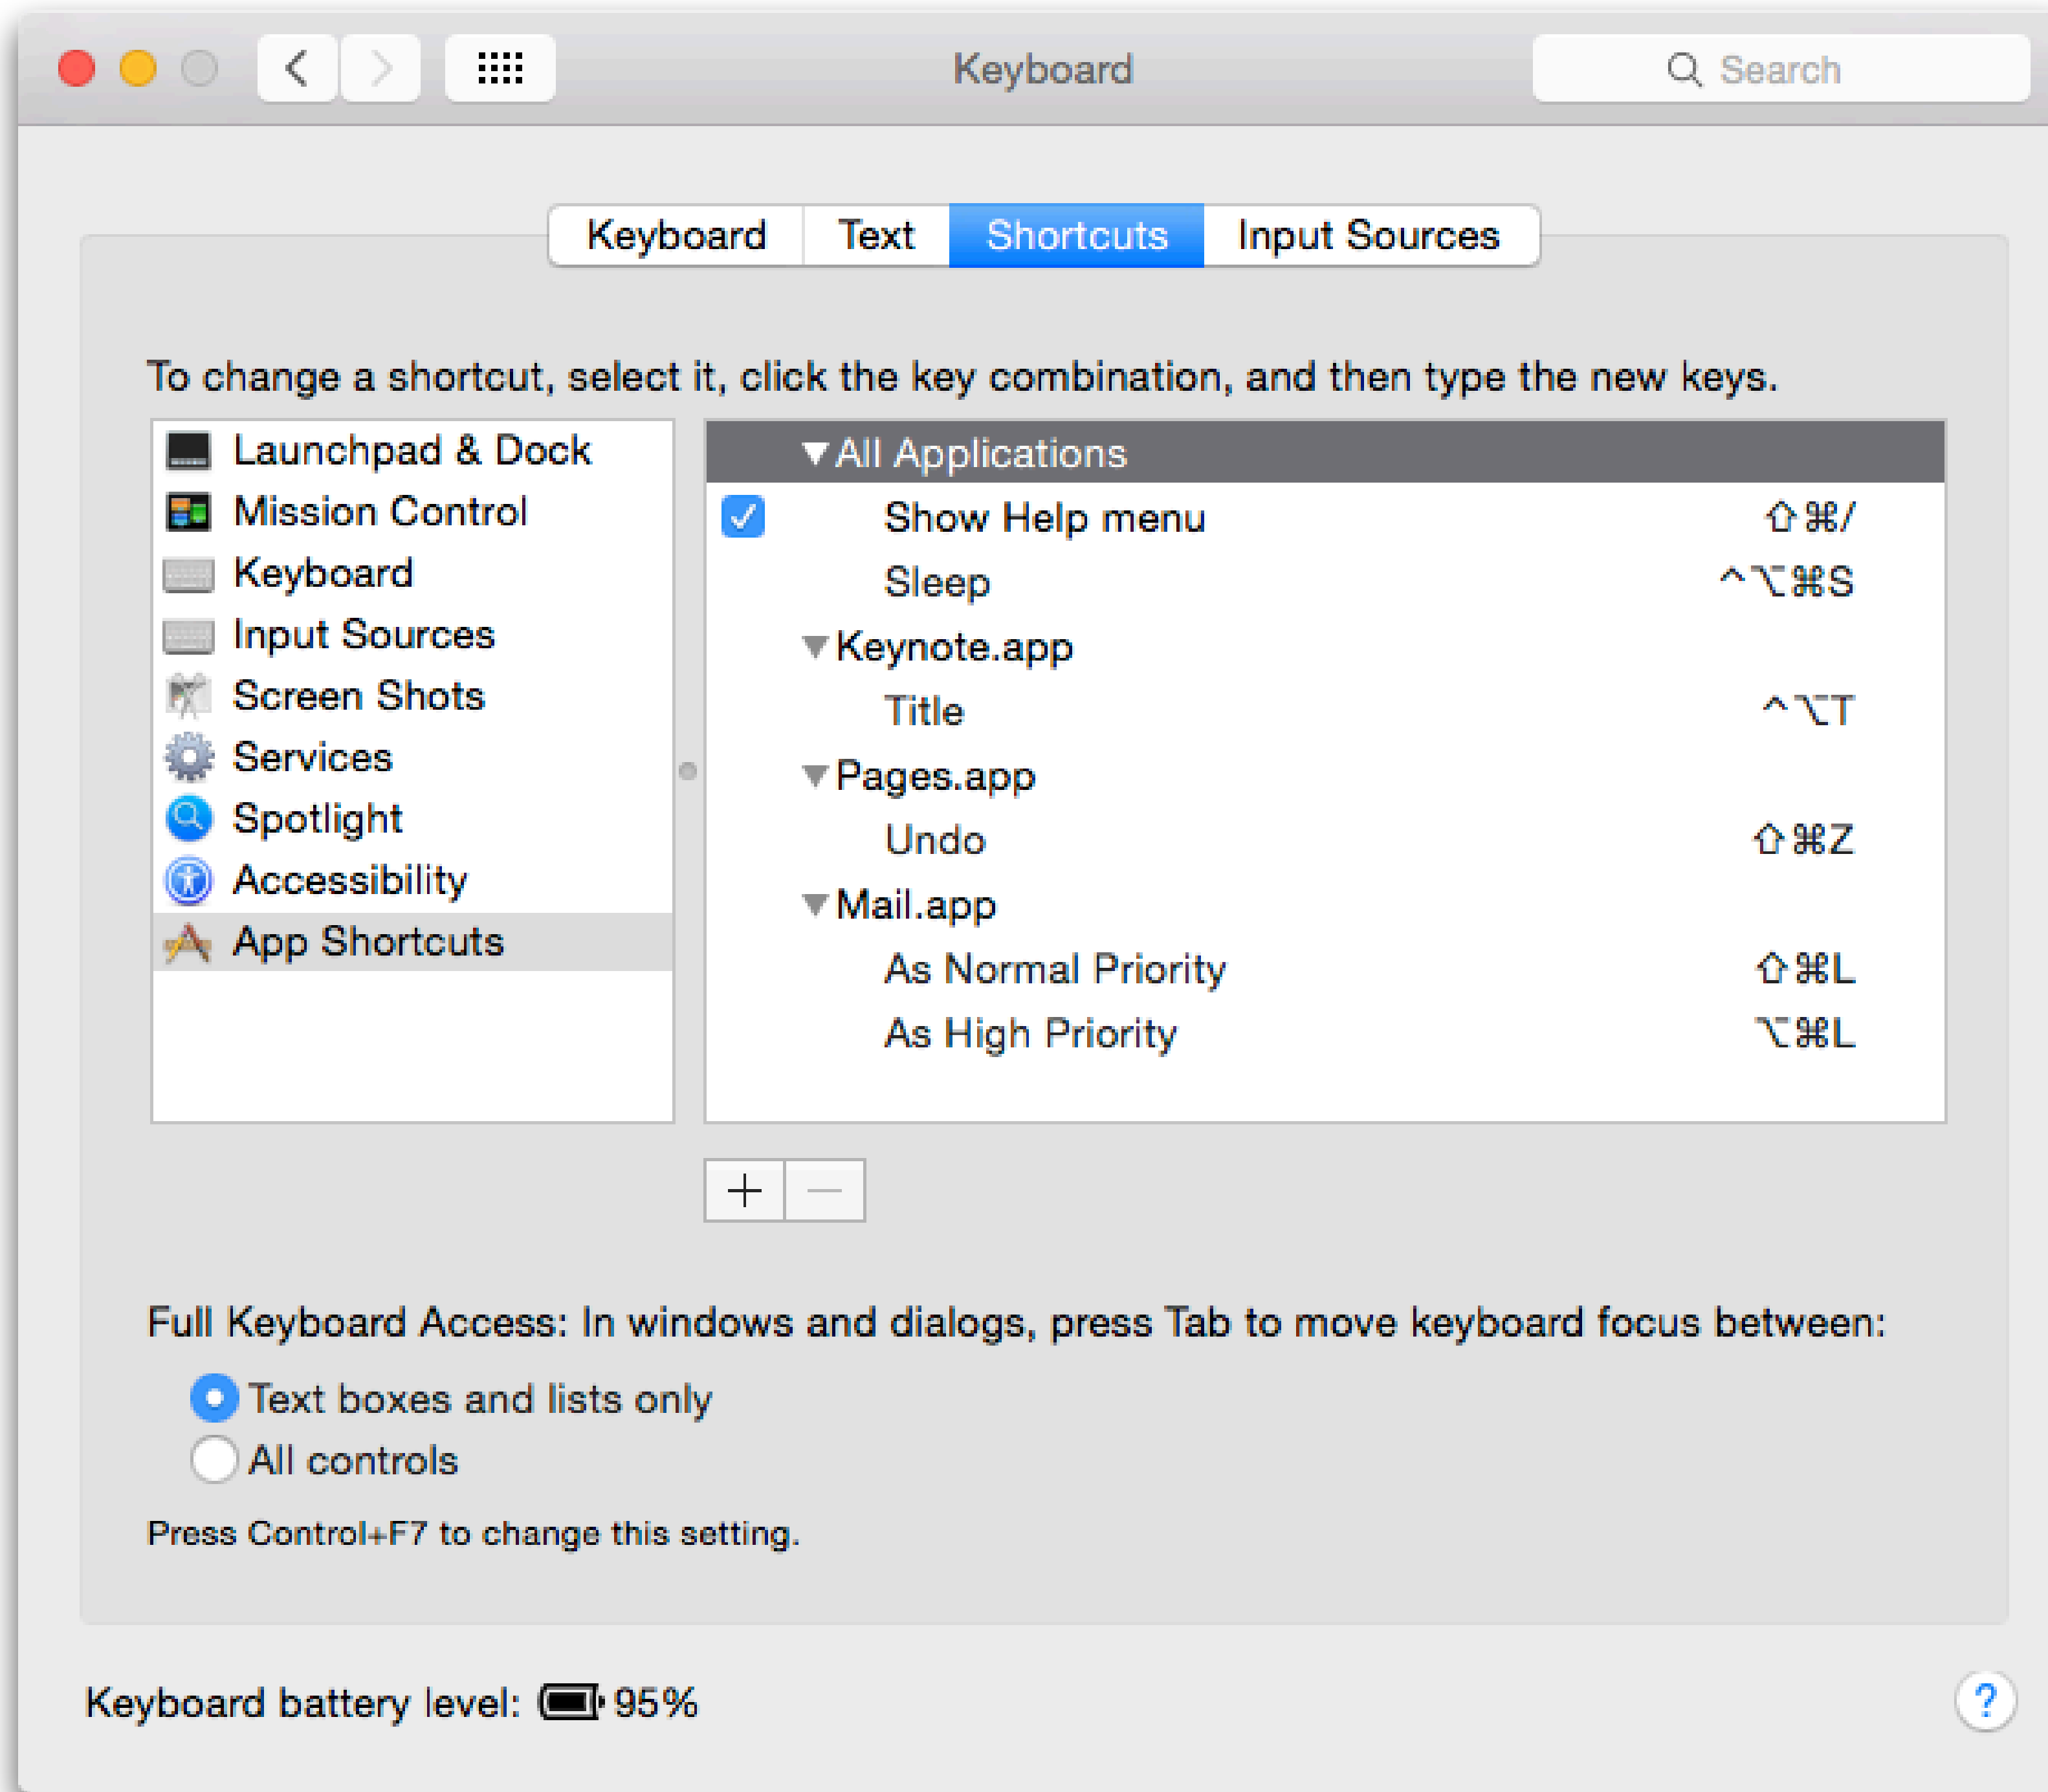 Keyboard
Search
Keyboard Text Shortcuts Input Sources
To change a shortcut, select it, click the key combination, and then type the new keys.
Launchpad & Dock
Mission Control
Keyboard
Input Sources
Screen Shots
Services
Spotlight
Accessibility
App Shortcuts
▼All Applications
Show Help menu ⇧⌘/
Sleep ^⌥⌘S
▼Keynote.app
Title ^⌥T
▼Pages.app
Undo ⇧⌘Z
▼Mail.app
As Normal Priority ⇧⌘L
As High Priority ⌥⌘L
+ −
Full Keyboard Access: In windows and dialogs, press Tab to move keyboard focus between:
Text boxes and lists only
All controls
Press Control+F7 to change this setting.
Keyboard battery level: 95%
?